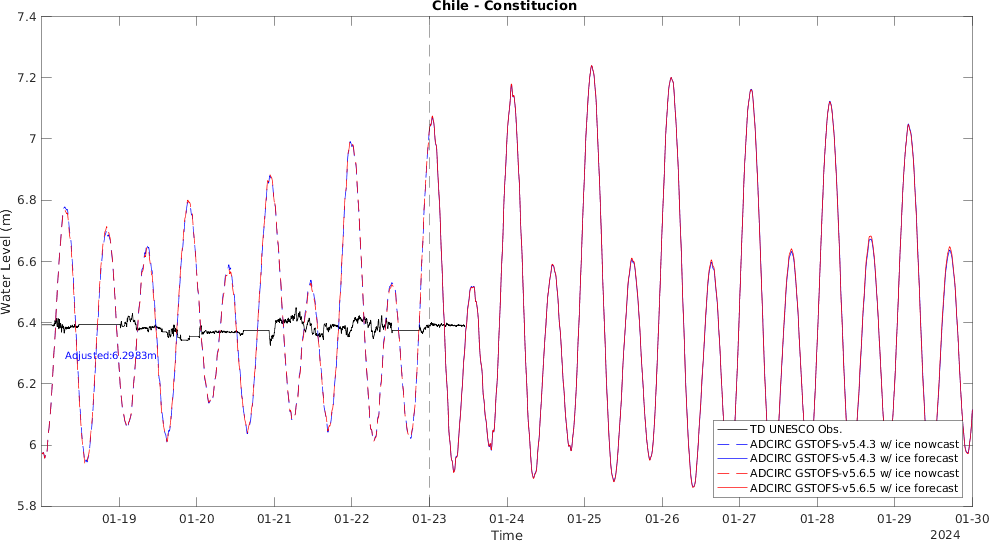 Chile - Constitucion
7.4
7.2
7
6.8
6.6
6.4
6.2
6
5.8
Water Level (m)
Adjusted:6.2983m
TD UNESCO Obs.
ADCIRC GSTOFS-v5.4.3 w/ ice nowcast
ADCIRC GSTOFS-v5.4.3 w/ ice forecast
ADCIRC GSTOFS-v5.6.5 w/ ice nowcast
ADCIRC GSTOFS-v5.6.5 w/ ice forecast
01-19 01-20 01-21 01-22 01-23 01-24 01-25 01-26 01-27 01-28 01-29 01-30
Time
2024